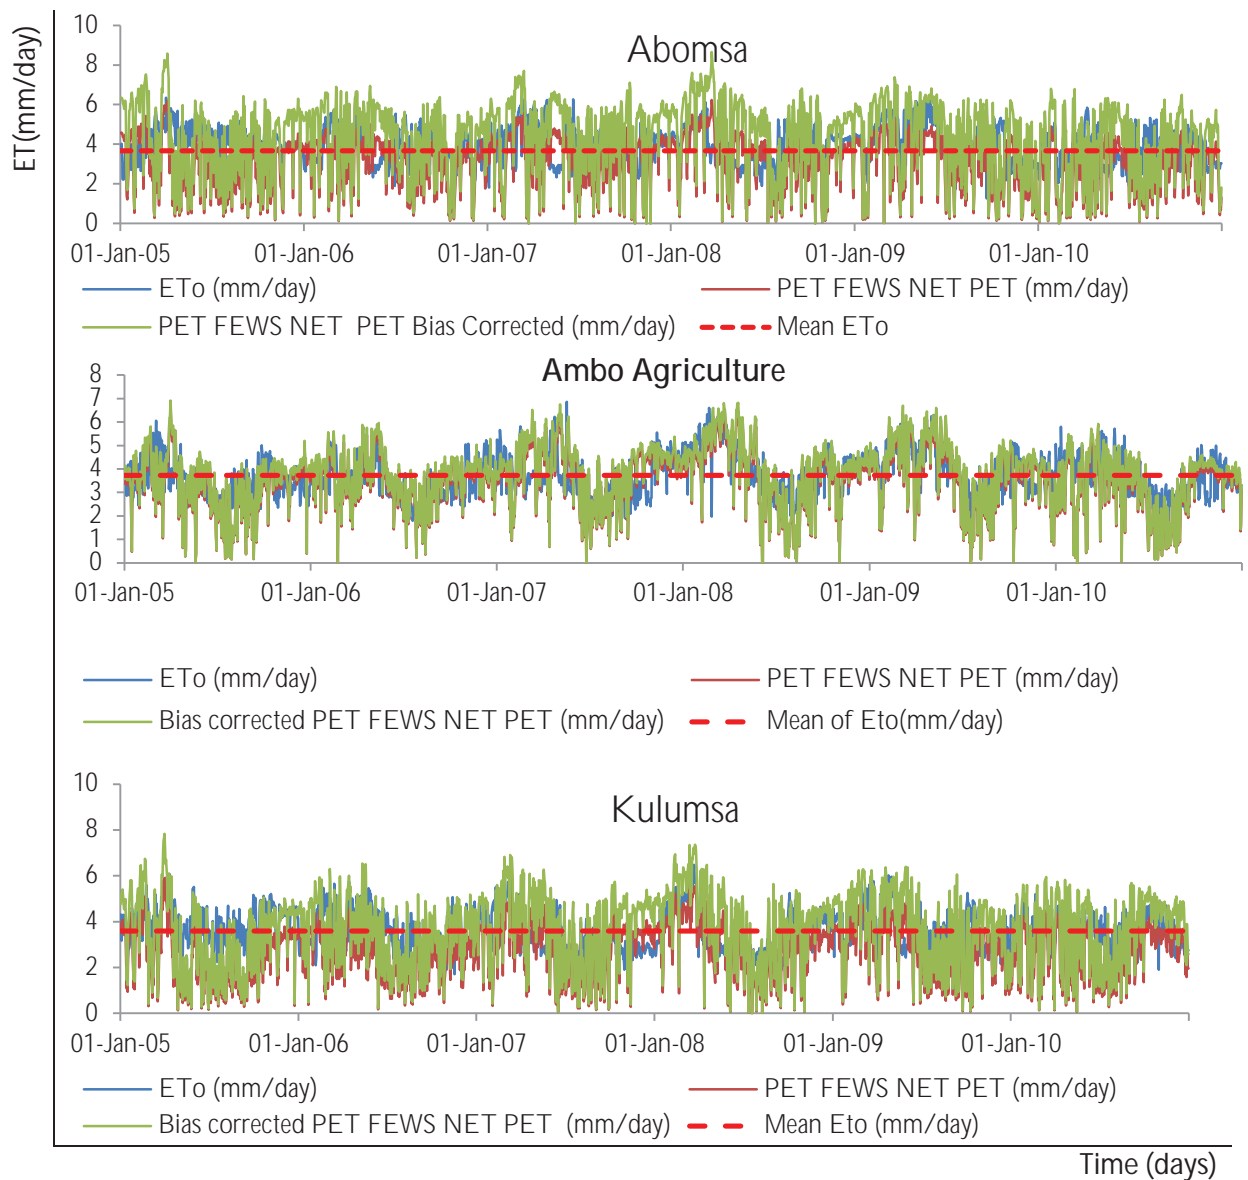 ET(mm/day)
Abomsa
10
8
6
4
2
0
01-Jan-05 01-Jan-06 01-Jan-07 01-Jan-08 01-Jan-09 01-Jan-10
ETo (mm/day) PET FEWS NET PET (mm/day)
PET FEWS NET PET Bias Corrected (mm/day) Mean ETo
Ambo Agriculture
8
7
6
5
4
3
2
1
0
01-Jan-05 01-Jan-06 01-Jan-07 01-Jan-08 01-Jan-09 01-Jan-10
ETo (mm/day) PET FEWS NET PET (mm/day)
Bias corrected PET FEWS NET PET (mm/day) Mean of Eto(mm/day)
Kulumsa
10
8
6
4
2
0
01-Jan-05 01-Jan-06 01-Jan-07 01-Jan-08 01-Jan-09 01-Jan-10
ETo (mm/day) PET FEWS NET PET (mm/day)
Bias corrected PET FEWS NET PET (mm/day) Mean Eto (mm/day)
Time (days)